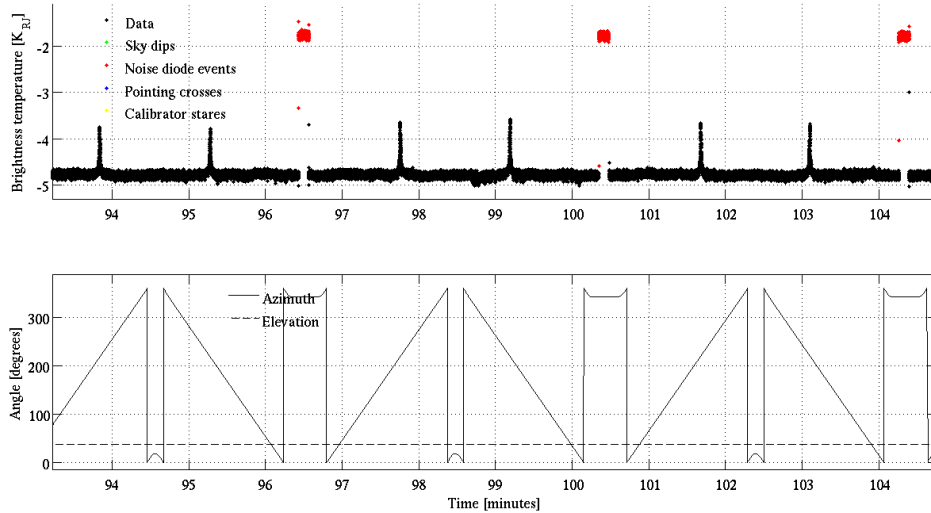 Brightness temperature [K_RJ]
-2
-3
-4
-5
Data
Sky dips
Noise diode events
Pointing crosses
Calibrator stares
94 95 96 97 98 99 100 101 102 103 104
Angle [degrees]
300
200
100
0
Azimuth
Elevation
94 95 96 97 98 99 100 101 102 103 104
Time [minutes]